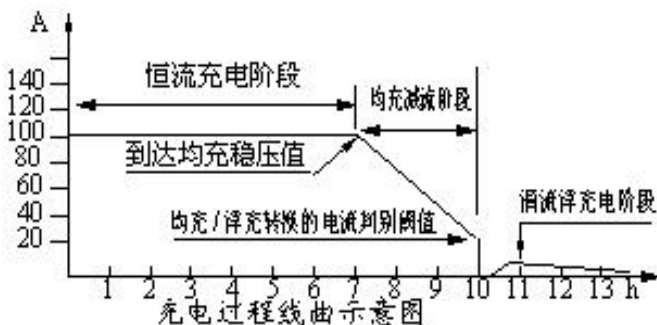 A
恒流充电阶段
均充减流阶段
140
120
100
80
60
40
20
到达均充稳压值
均充/浮充转换的电流判别阈值
涓流浮充电阶段
1 2 3 4 5 6 7 8 9 10 11 12 13 h
充电过程线曲示意图